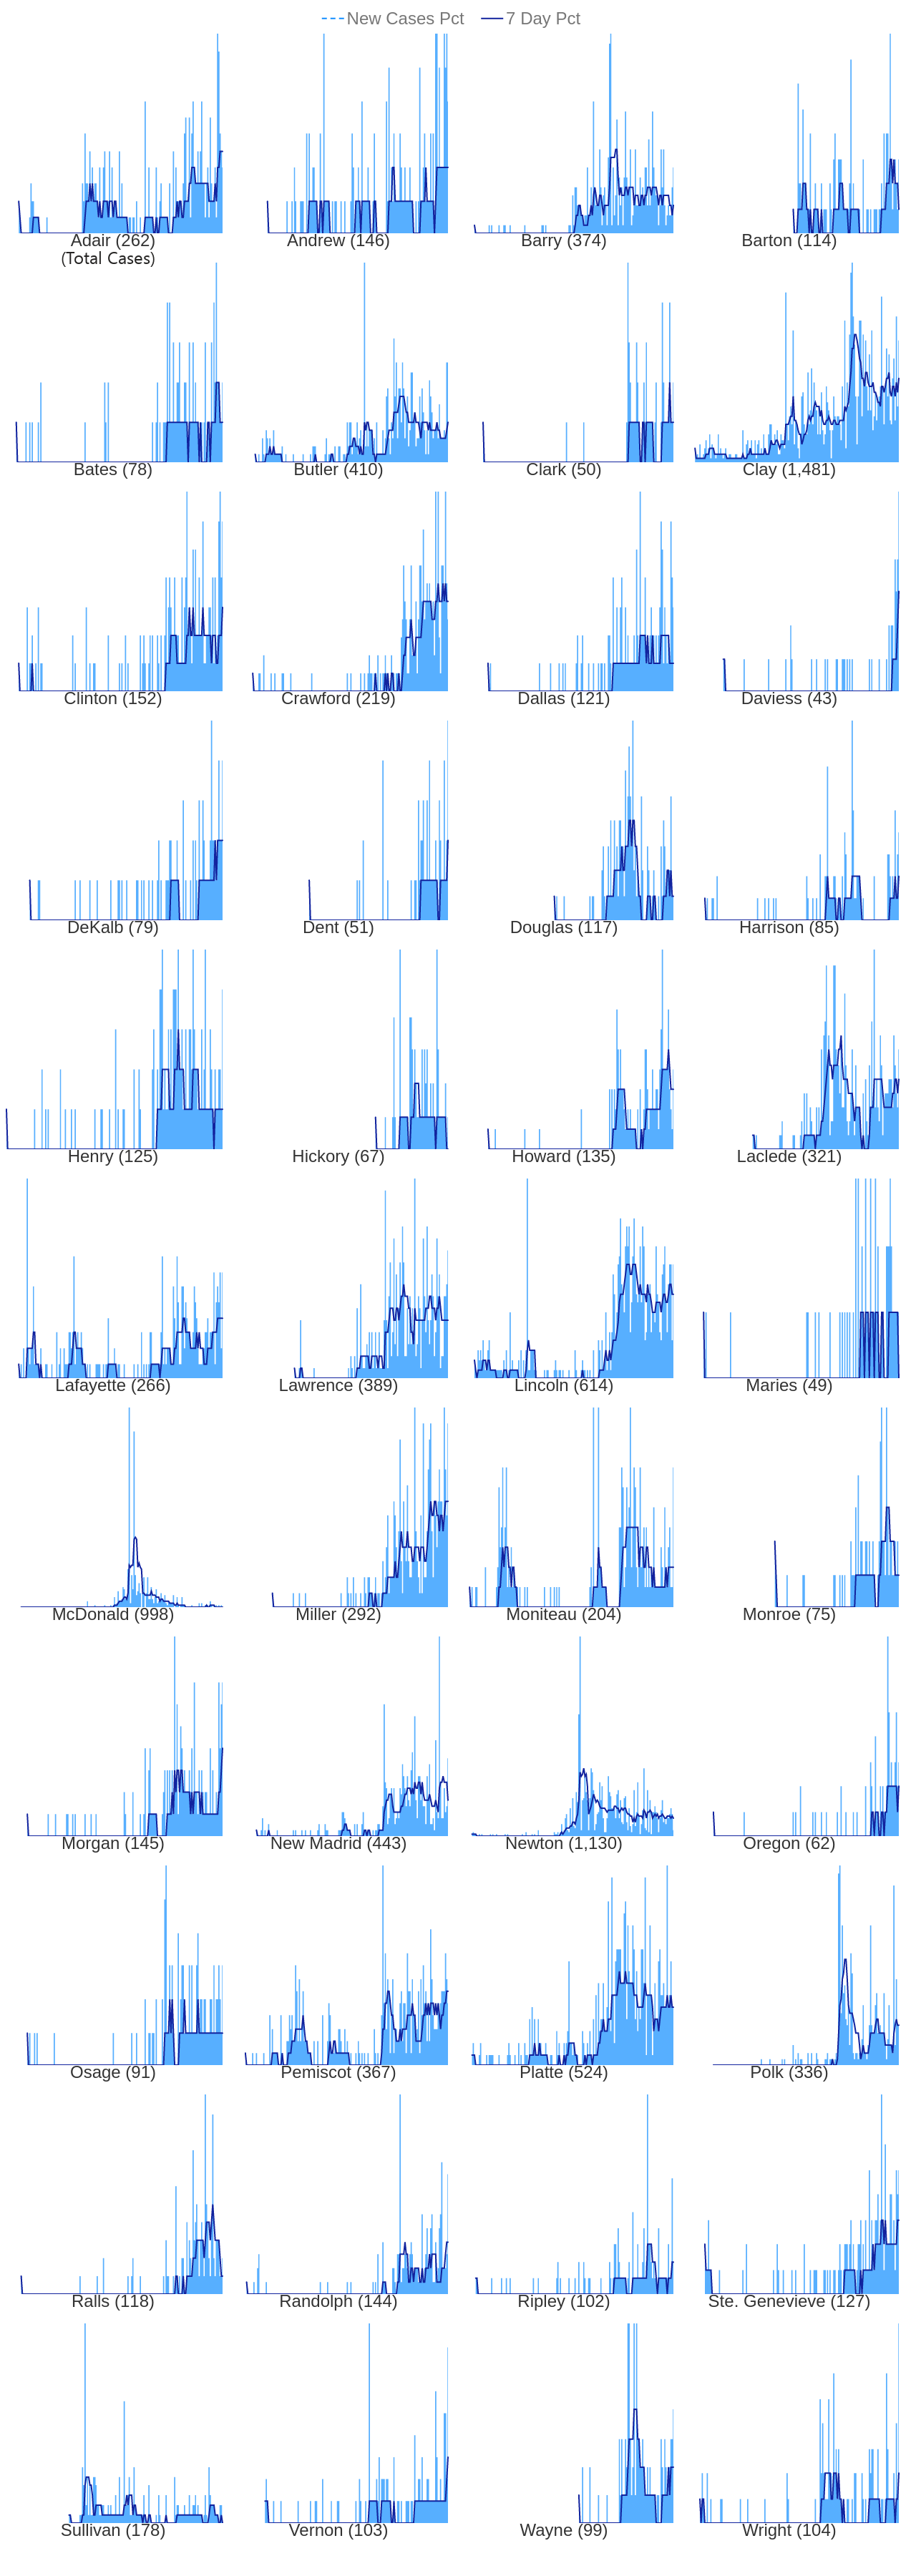 New Cases Pct 7 Day Pct
Adair (262) Andrew (146) Barry (374) Barton (114)
(Total Cases)
Bates (78) Butler (410) Clark (50) Clay (1,481)
Clinton (152) Crawford (219) Dallas (121) Daviess (43)
DeKalb (79) Dent (51) Douglas (117) Harrison (85)
Henry (125) Hickory (67) Howard (135) Laclede (321)
Lafayette (266) Lawrence (389) Lincoln (614) Maries (49)
McDonald (998) Miller (292) Moniteau (204) Monroe (75)
Morgan (145) New Madrid (443) Newton (1,130) Oregon (62)
Osage (91) Pemiscot (367) Platte (524) Polk (336)
Ralls (118) Randolph (144) Ripley (102) Ste. Genevieve (127)
Sullivan (178) Vernon (103) Wayne (99) Wright (104)